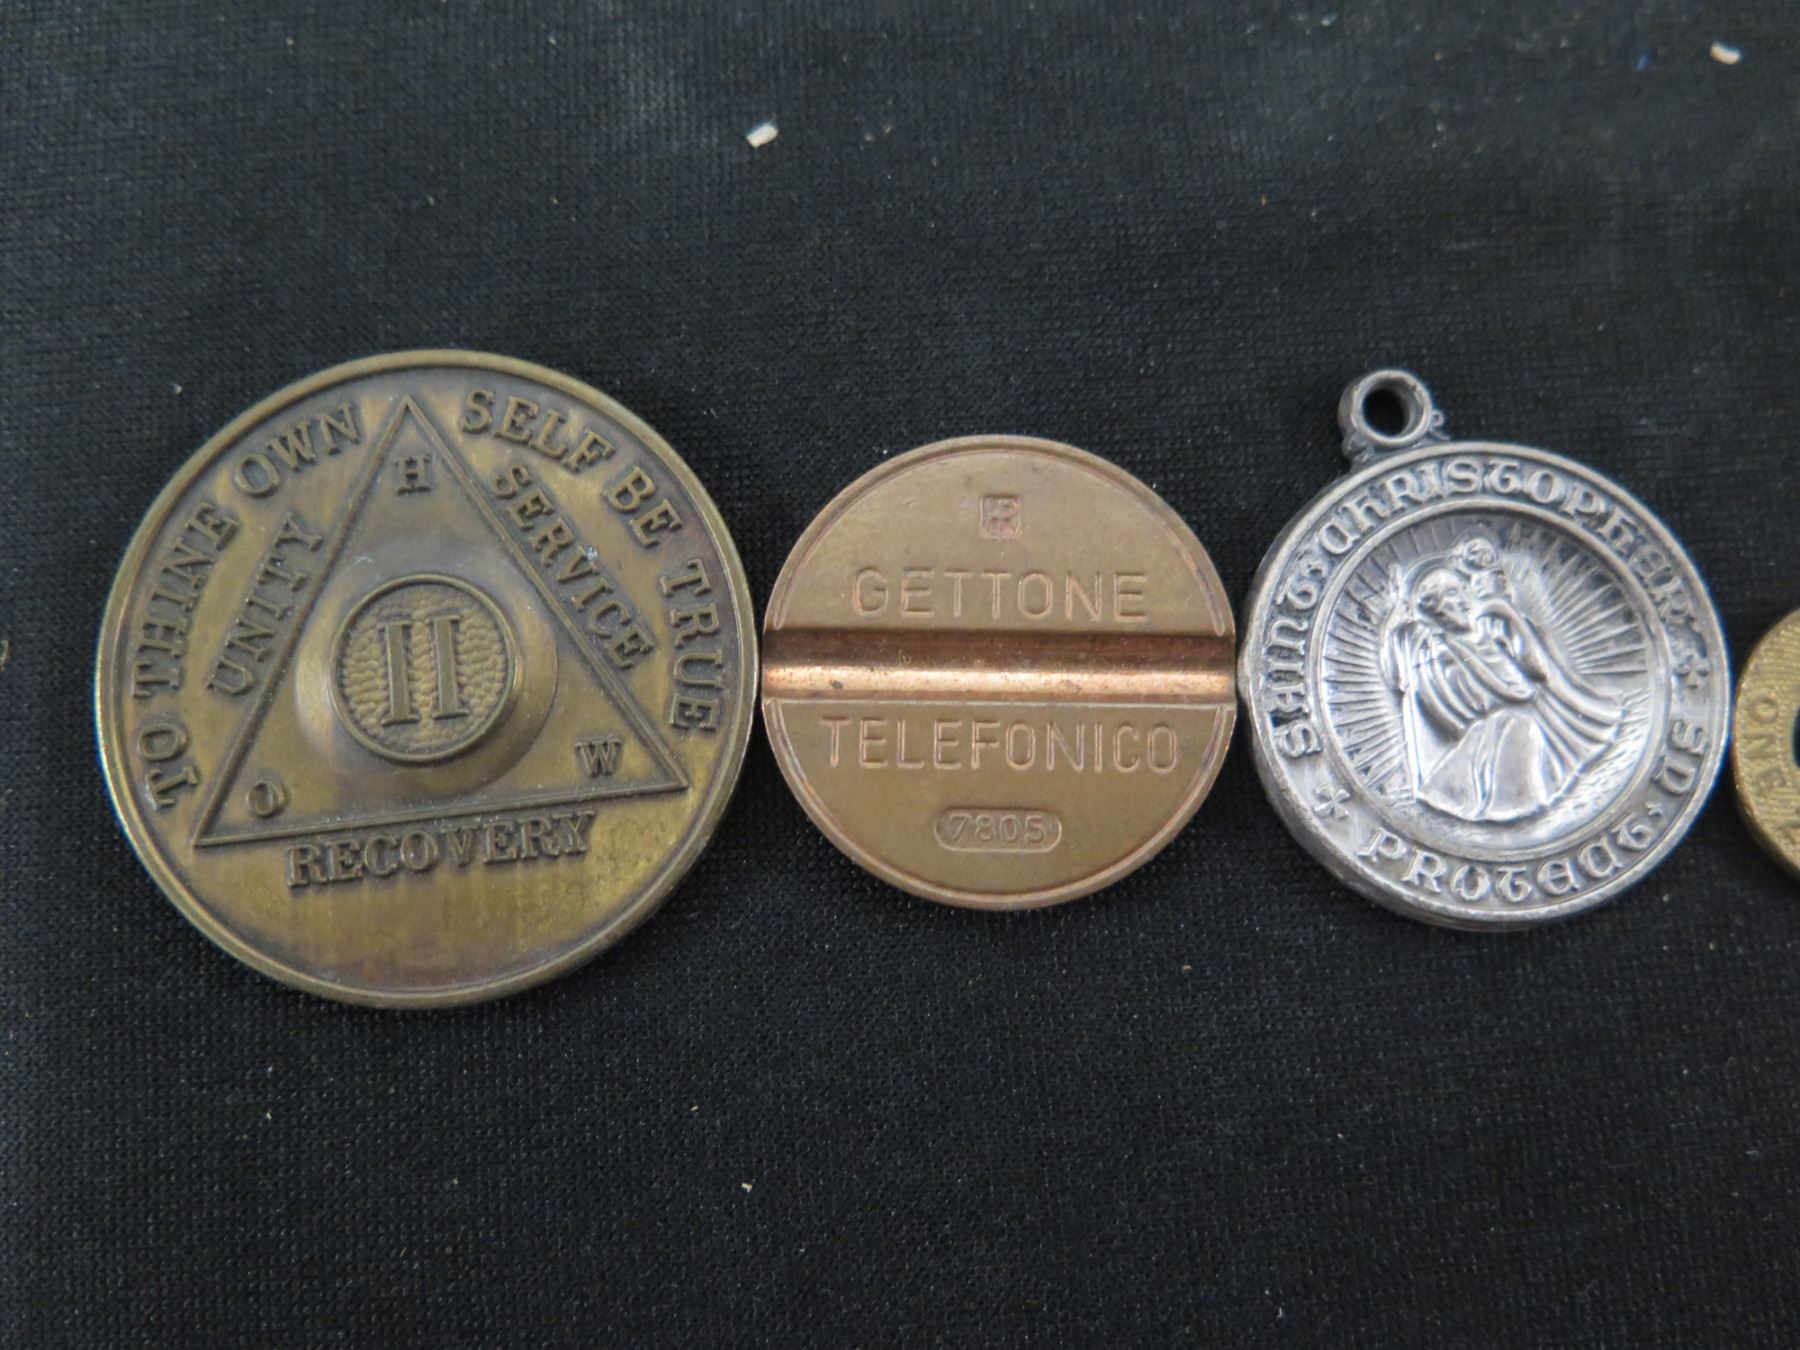 TO THINE OWN SELF BE TRUE
UNITY
SERVICE
RECOVERY
H
O
W
II
GETTONE
TELEFONICO
7805
SAINT·CHRISTOPHER
PROTECT·US